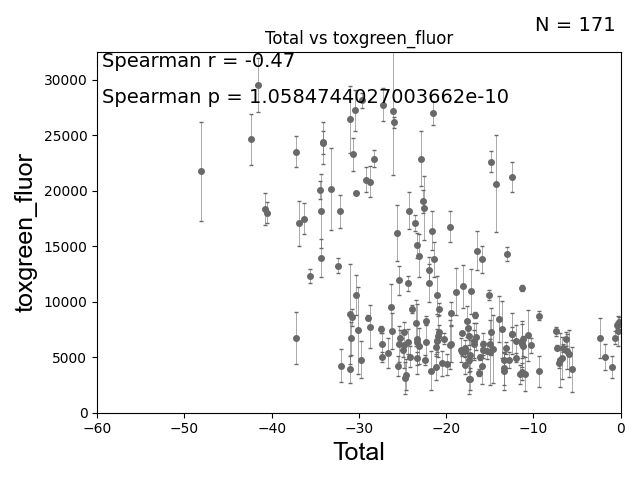 N = 171
Total vs toxgreen_fluor
Spearman r = -0.47
Spearman p = 1.0584744027003662e-10
toxgreen_fluor
30000
25000
20000
15000
10000
5000
0
−60 −50 −40 −30 −20 −10 0
Total